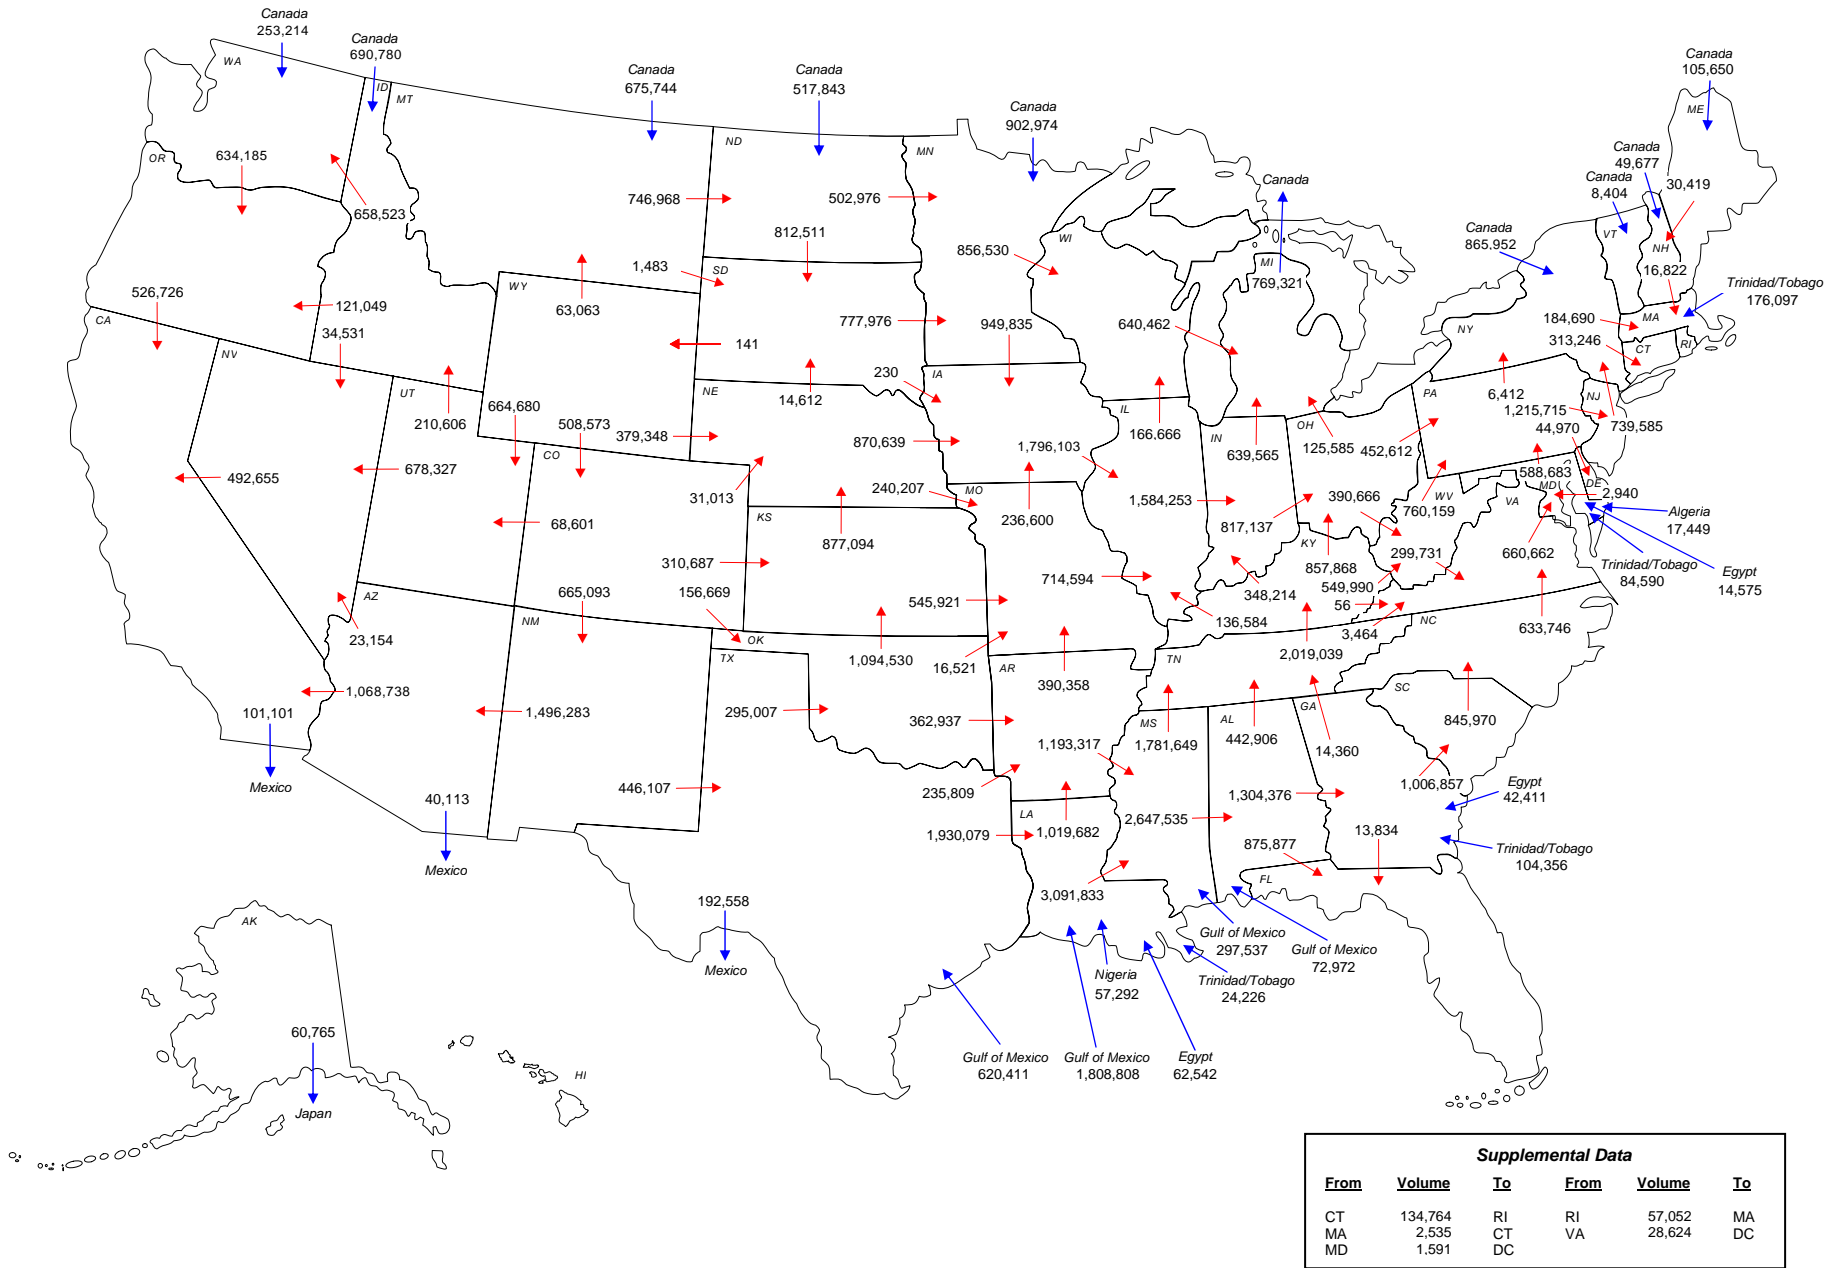 Canada
253,214
Canada
690,780
Canada
675,744
Canada
517,843
Canada
902,974
Canada
769,321
Canada
105,650
Canada
49,677
Canada
8,404
30,419
Canada
865,952
16,822
Trinidad/Tobago
176,097
WA
ID
MT
ND
MN
OR
634,185
658,523
746,968
502,976
812,511
856,530
WI
MI
ME
VT
NH
1,483
SD
WY
63,063
526,726
121,049
34,531
CA
NV
777,976
949,835
640,462
NY
184,690
MA
313,246
CT
RI
141
230
IA
NE
14,612
UT
210,606
664,680
508,573
379,348
870,639
1,796,103
IL
166,666
IN
639,565
OH
125,585
452,612
PA
6,412
1,215,715
NJ
44,970
739,585
492,655
678,327
CO
31,013
240,207
MO
236,600
1,584,253
817,137
390,666
WV
760,159
VA
588,683
MD
DE
2,940
Algeria
17,449
68,601
KS
877,094
310,687
KY
857,868
299,731
660,662
Trinidad/Tobago
84,590
Egypt
14,575
AZ
23,154
665,093
NM
156,669
OK
545,921
714,594
348,214
549,990
56
136,584
3,464
NC
633,746
TX
1,094,530
16,521
AR
390,358
TN
2,019,039
1,068,738
101,101
Mexico
1,496,283
295,007
362,937
1,193,317
MS
1,781,649
AL
442,906
GA
14,360
SC
845,970
1,006,857
40,113
Mexico
446,107
235,809
LA
1,930,079
1,019,682
2,647,535
1,304,376
Egypt
42,411
13,834
875,877
Trinidad/Tobago
104,356
FL
3,091,833
192,558
Mexico
Gulf of Mexico
297,537
Gulf of Mexico
72,972
Nigeria
57,292
Trinidad/Tobago
24,226
Gulf of Mexico
620,411
Gulf of Mexico
1,808,808
Egypt
62,542
AK
60,765
Japan
HI
Supplemental Data
From Volume To From Volume To
CT 134,764 RI RI 57,052 MA
MA 2,535 CT VA 28,624 DC
MD 1,591 DC